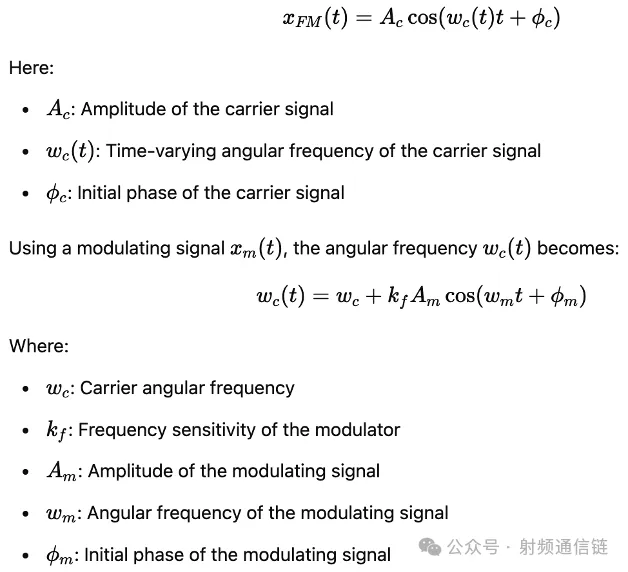 x_{FM}(t) = A_c cos(w_c(t)t + ϕ_c)
Here:
• A_c: Amplitude of the carrier signal
• w_c(t): Time-varying angular frequency of the carrier signal
• ϕ_c: Initial phase of the carrier signal
Using a modulating signal x_m(t), the angular frequency w_c(t) becomes:
w_c(t) = w_c + k_f A_m cos(w_m t + ϕ_m)
Where:
• w_c: Carrier angular frequency
• k_f: Frequency sensitivity of the modulator
• A_m: Amplitude of the modulating signal
• w_m: Angular frequency of the modulating signal
• ϕ_m: Initial phase of the modulating signal
公众号 · 射频通信链